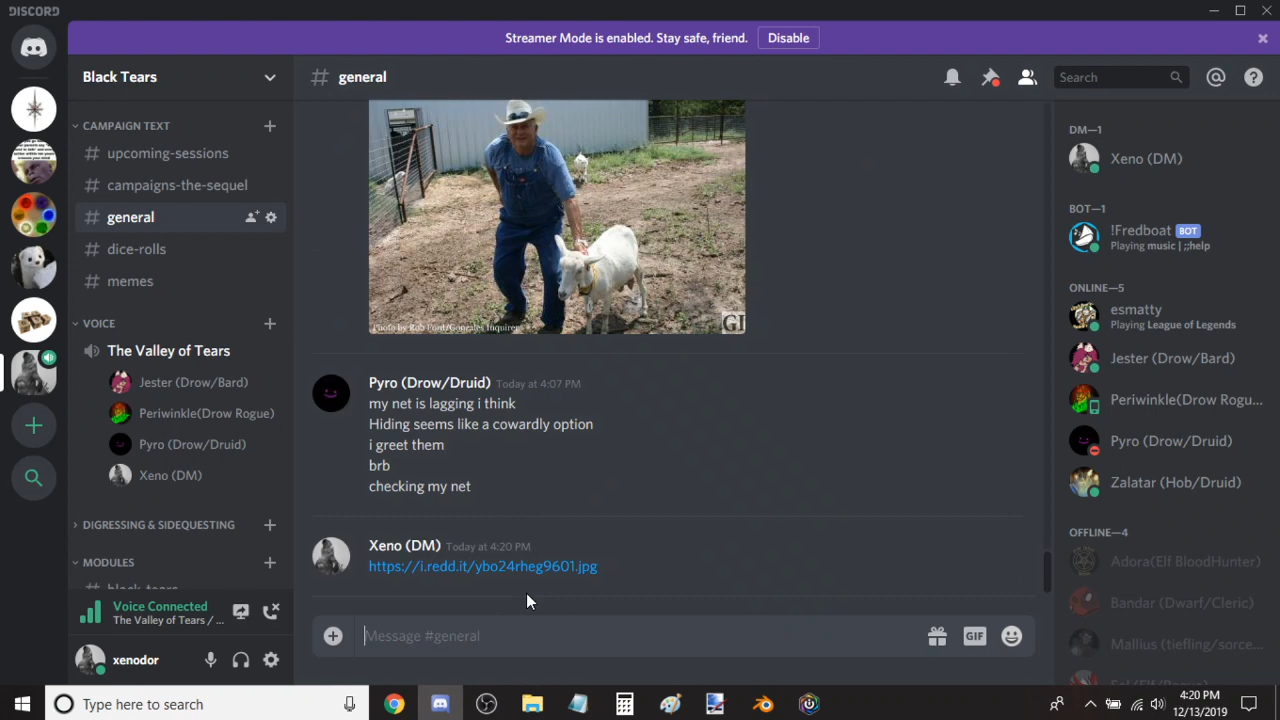 DISCORD
Streamer Mode is enabled. Stay safe, friend. Disable
Black Tears
general
Search
CAMPAIGN TEXT
upcoming-sessions
campaigns-the-sequel
general
dice-rolls
memes
VOICE
The Valley of Tears
Jester (Drow/Bard)
Periwinkle(Drow Rogue)
Pyro (Drow/Druid)
Xeno (DM)
DIGRESSING & SIDEQUESTING
MODULES
black-tears
Voice Connected
The Valley of Tears / ...
xenodor
Photo by Rob Ford/Gonzales Inquirer
GI
Pyro (Drow/Druid) Today at 4:07 PM
my net is lagging i think
Hiding seems like a cowardly option
i greet them
brb
checking my net
Xeno (DM) Today at 4:20 PM
https://i.redd.it/ybo24rheg9601.jpg
Message #general
GIF
DM—1
Xeno (DM)
BOT—1
!Fredboat BOT
Playing music | ;;help
ONLINE—5
esmatty
Playing League of Legends
Jester (Drow/Bard)
Periwinkle(Drow Rogu...
Pyro (Drow/Druid)
Zalatar (Hob/Druid)
OFFLINE—4
Adora(Elf BloodHunter)
Bandar (Dwarf/Cleric)
Mallius (tiefling/sorce...
Type here to search
4:20 PM
12/13/2019